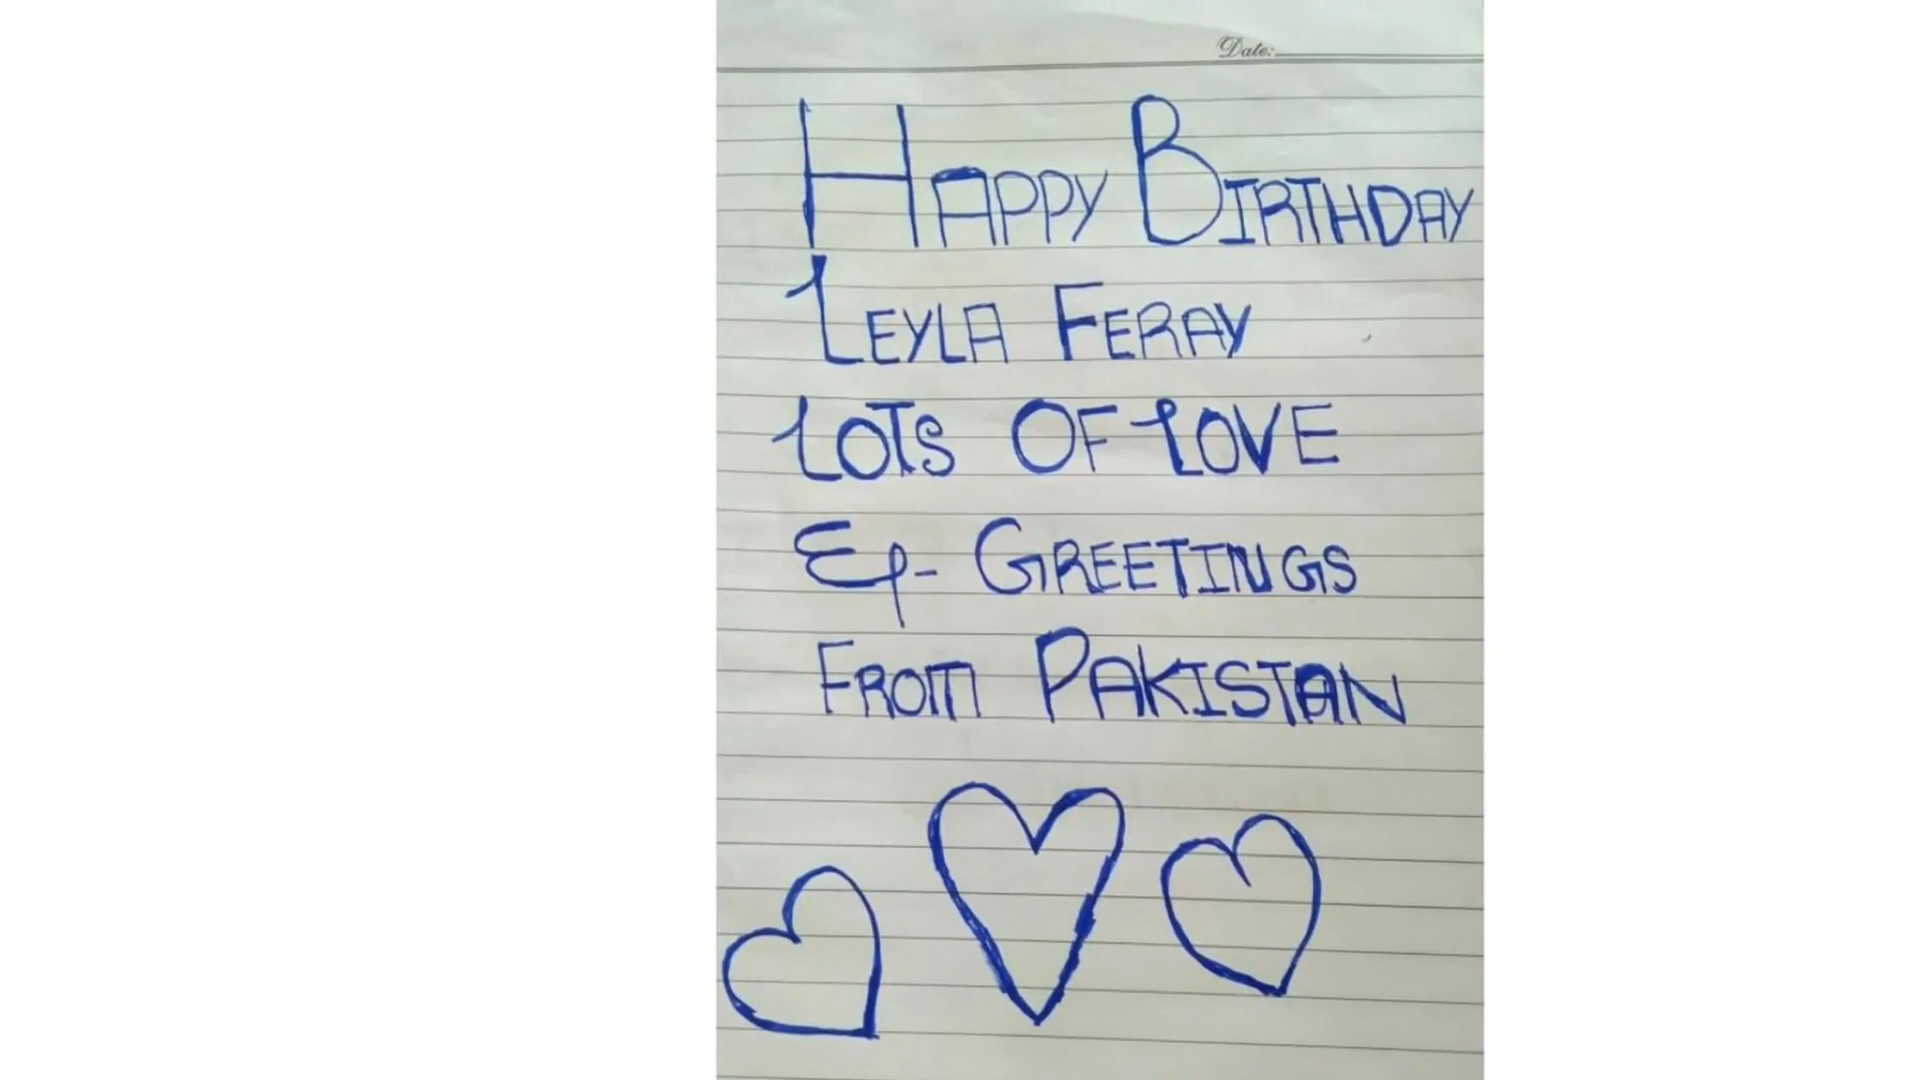 Date:
HAPPY BIRTHDAY
LEYLA FERAY
LOTS OF LOVE
& GREETINGS
FROM PAKISTAN